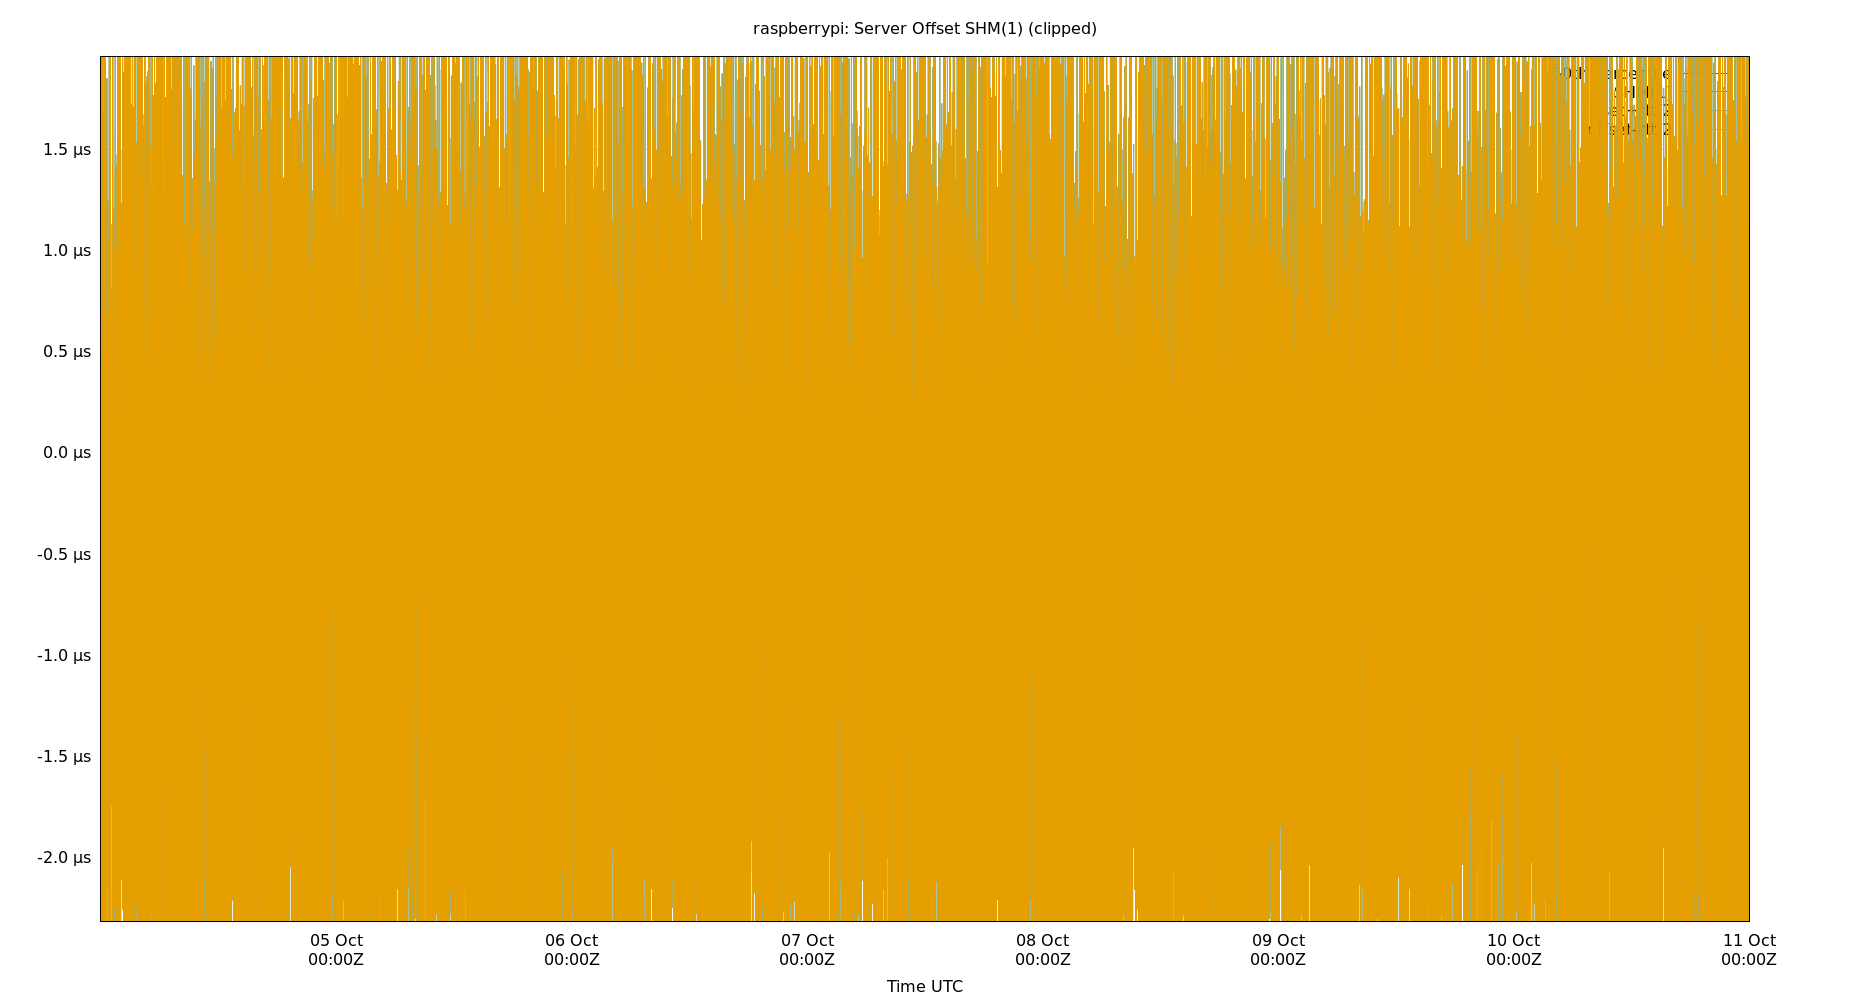 raspberrypi: Server Offset SHM(1) (clipped)
1.5 µs
1.0 µs
0.5 µs
0.0 µs
-0.5 µs
-1.0 µs
-1.5 µs
-2.0 µs
05 Oct 06 Oct 07 Oct 08 Oct 09 Oct 10 Oct 11 Oct
00:00Z 00:00Z 00:00Z 00:00Z 00:00Z 00:00Z 00:00Z
Time UTC